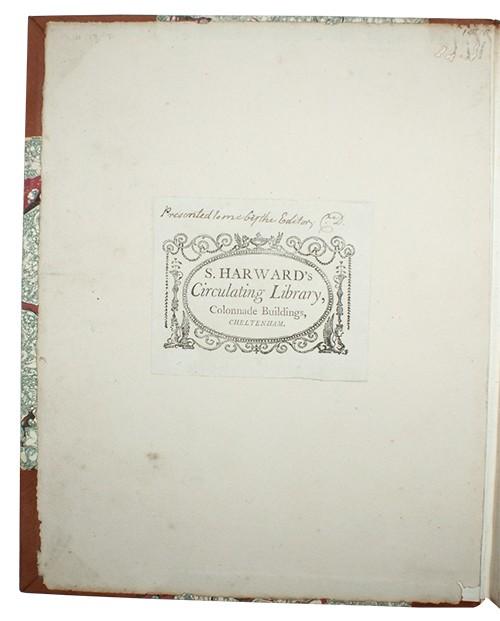 Presented to me by the Editor, C. D.
S. HARWARD's
Circulating Library,
Colonnade Buildings,
CHELTENHAM.